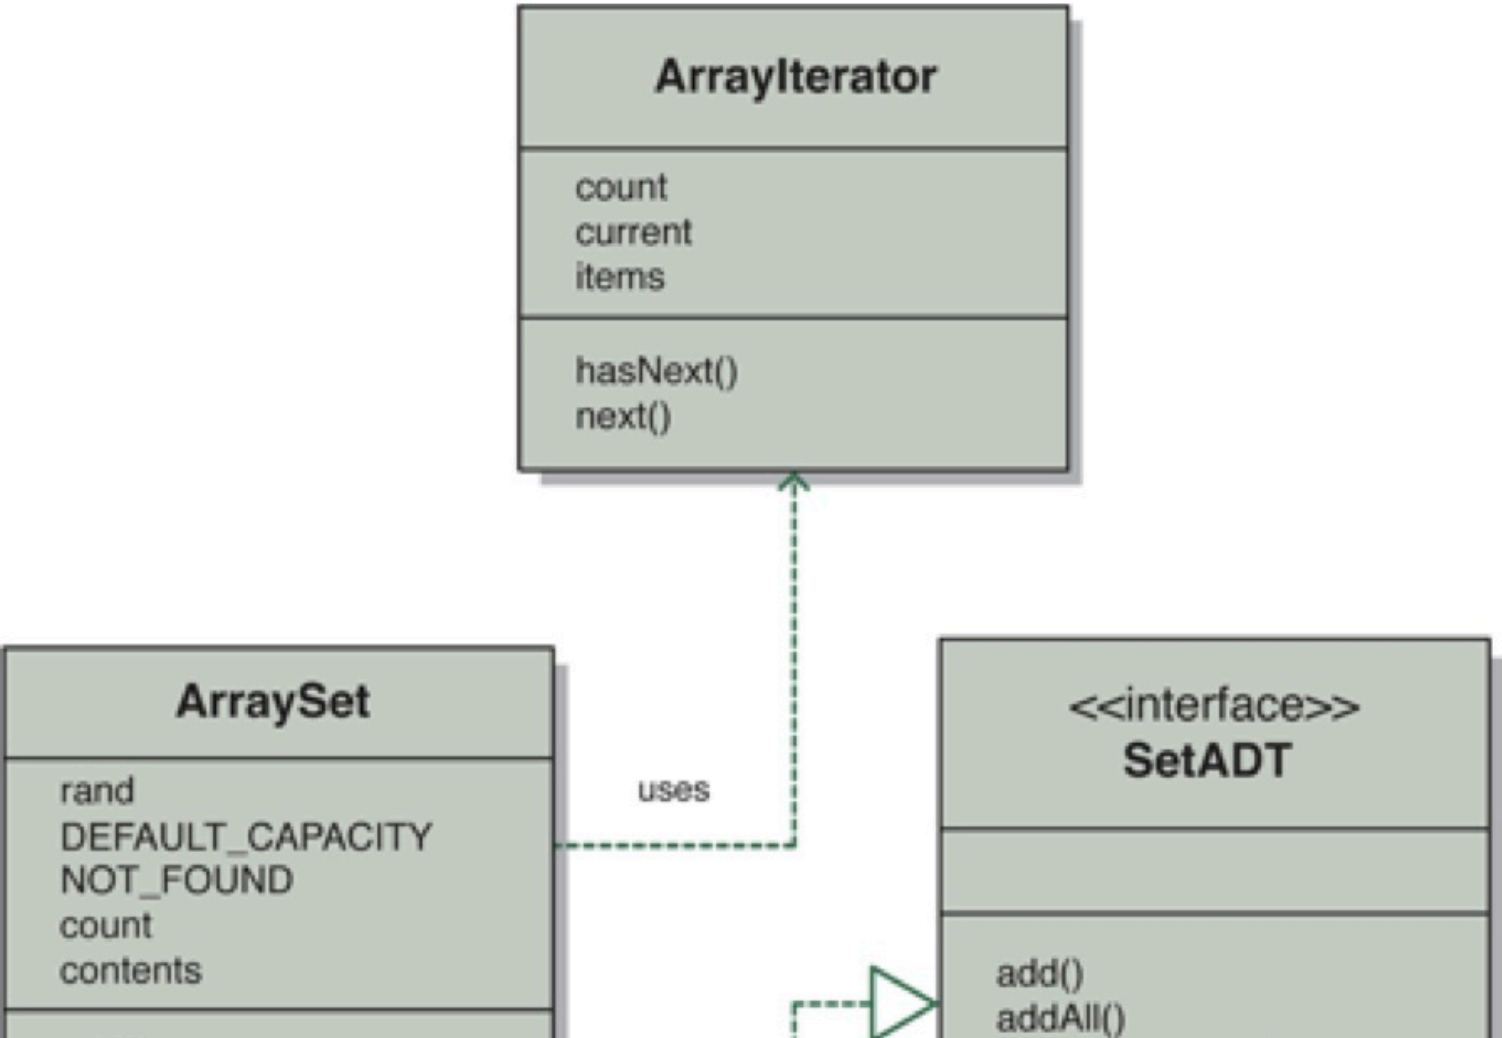 ArrayIterator
count
current
items
hasNext()
next()
ArraySet
rand
DEFAULT_CAPACITY
NOT_FOUND
count
contents
uses
<<interface>>
SetADT
add()
addAll()